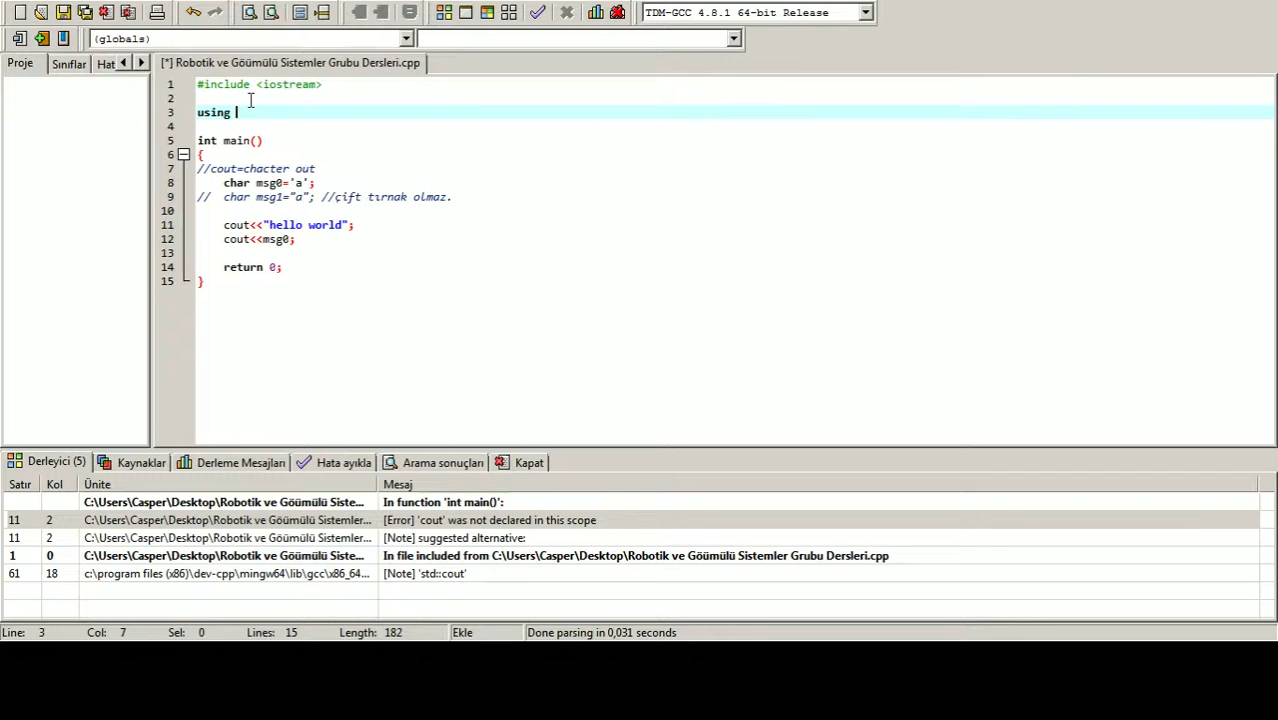 TDM-GCC 4.8.1 64-bit Release
(globals)
Proje Sınıflar Hat [*] Robotik ve Göümülü Sistemler Grubu Dersleri.cpp
1 #include <iostream>
2
3 using
4
5 int main()
6 {
7 //cout=chacter out
8 char msg0='a';
9 // char msg1="a"; //çift tırnak olmaz.
10
11 cout<<"hello world";
12 cout<<msg0;
13
14 return 0;
15 }
Derleyici (5) Kaynaklar Derleme Mesajları Hata ayıkla Arama sonuçları Kapat
Satır Kol Ünite Mesaj
C:\Users\Casper\Desktop\Robotik ve Göümülü Siste... In function 'int main()':
11 2 C:\Users\Casper\Desktop\Robotik ve Göümülü Sistemler... [Error] 'cout' was not declared in this scope
11 2 C:\Users\Casper\Desktop\Robotik ve Göümülü Sistemler... [Note] suggested alternative:
1 0 C:\Users\Casper\Desktop\Robotik ve Göümülü Siste... In file included from C:\Users\Casper\Desktop\Robotik ve Göümülü Sistemler Grubu Dersleri.cpp
61 18 c:\program files (x86)\dev-cpp\mingw64\lib\gcc\x86_64... [Note] 'std::cout'
Line: 3 Col: 7 Sel: 0 Lines: 15 Length: 182 Ekle Done parsing in 0,031 seconds